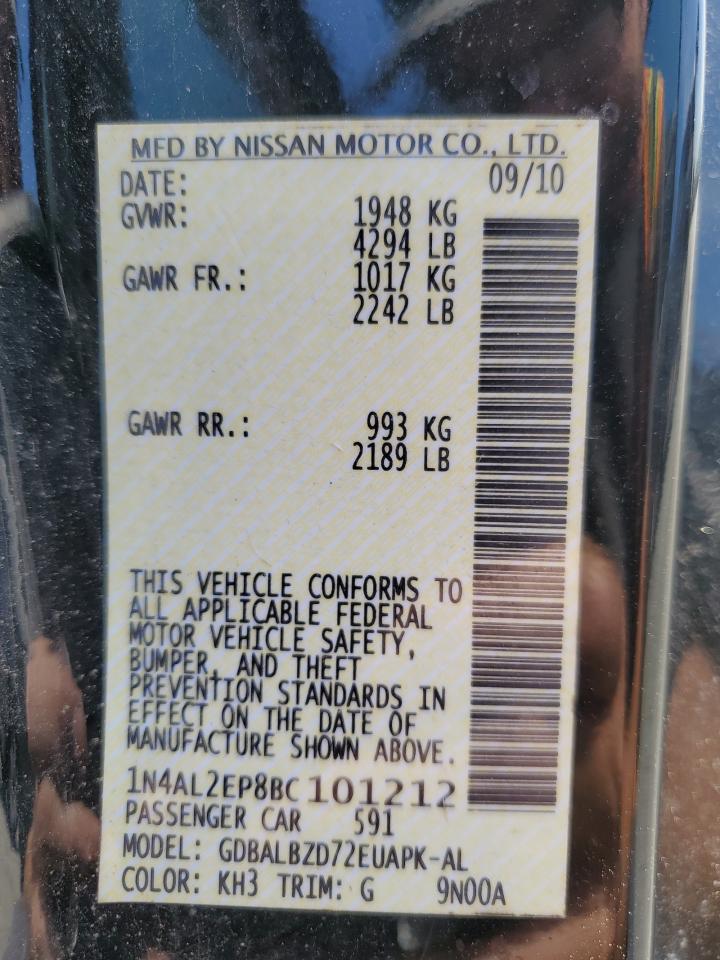 MFD BY NISSAN MOTOR CO., LTD.
DATE: 09/10
GVWR: 1948 KG
4294 LB
GAWR FR.: 1017 KG
2242 LB
GAWR RR.: 993 KG
2189 LB
THIS VEHICLE CONFORMS TO
ALL APPLICABLE FEDERAL
MOTOR VEHICLE SAFETY,
BUMPER, AND THEFT
PREVENTION STANDARDS IN
EFFECT ON THE DATE OF
MANUFACTURE SHOWN ABOVE.
1N4AL2EP8BC101212
PASSENGER CAR 591
MODEL: GDBALBZD72EUAPK-AL
COLOR: KH3 TRIM: G 9N00A